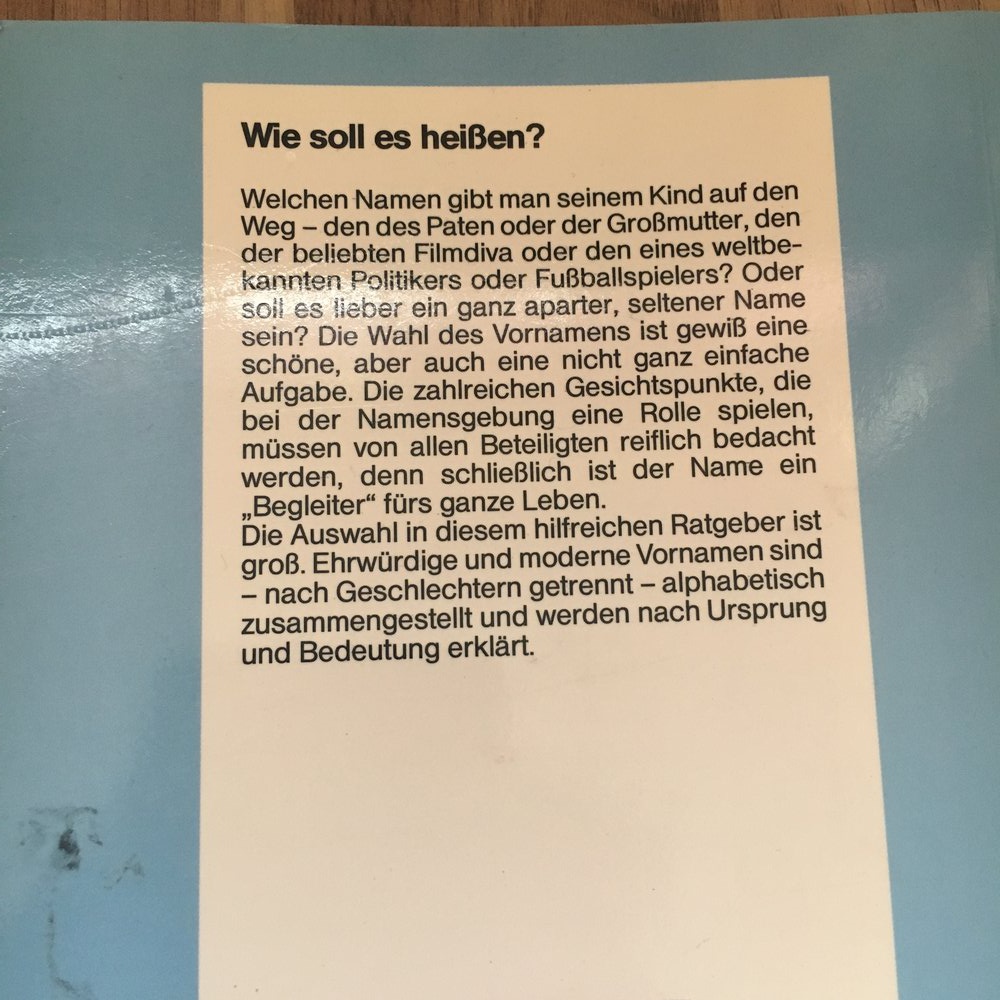 Wie soll es heißen?
Welchen Namen gibt man seinem Kind auf den
Weg – den des Paten oder der Großmutter, den
der beliebten Filmdiva oder den eines weltbe-
kannten Politikers oder Fußballspielers? Oder
soll es lieber ein ganz aparter, seltener Name
sein? Die Wahl des Vornamens ist gewiß eine
schöne, aber auch eine nicht ganz einfache
Aufgabe. Die zahlreichen Gesichtspunkte, die
bei der Namensgebung eine Rolle spielen,
müssen von allen Beteiligten reiflich bedacht
werden, denn schließlich ist der Name ein
„Begleiter“ fürs ganze Leben.
Die Auswahl in diesem hilfreichen Ratgeber ist
groß. Ehrwürdige und moderne Vornamen sind
– nach Geschlechtern getrennt – alphabetisch
zusammengestellt und werden nach Ursprung
und Bedeutung erklärt.